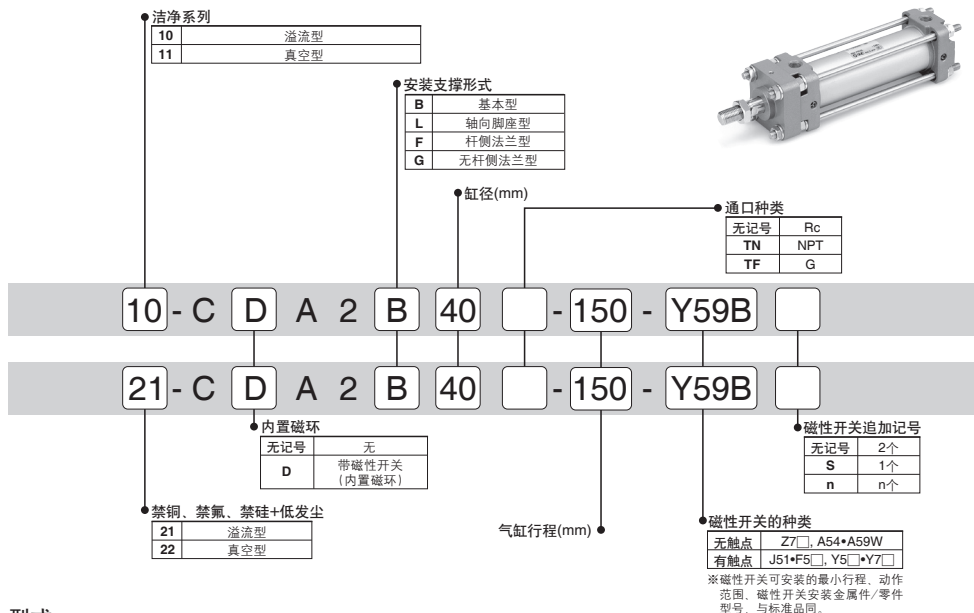 洁净系列
10 溢流型
11 真空型
安装支撑形式
B 基本型
L 轴向脚座型
F 杆侧法兰型
G 无杆侧法兰型
缸径(mm)
通口种类
无记号 Rc
TN NPT
TF G
10 - C D A 2 B 40 □ - 150 - Y59B □
21 - C D A 2 B 40 □ - 150 - Y59B □
内置磁环
无记号 无
D 带磁性开关
(内置磁环)
禁铜、禁氟、禁硅+低发尘
21 溢流型
22 真空型
气缸行程(mm)
磁性开关追加记号
无记号 2个
S 1个
n n个
磁性开关的种类
无触点 Z7□, A54•A59W
有触点 J51•F5□, Y5□•Y7□
※磁性开关可安装的最小行程、动作
范围、磁性开关安装金属件/零件
型号、与标准品同。